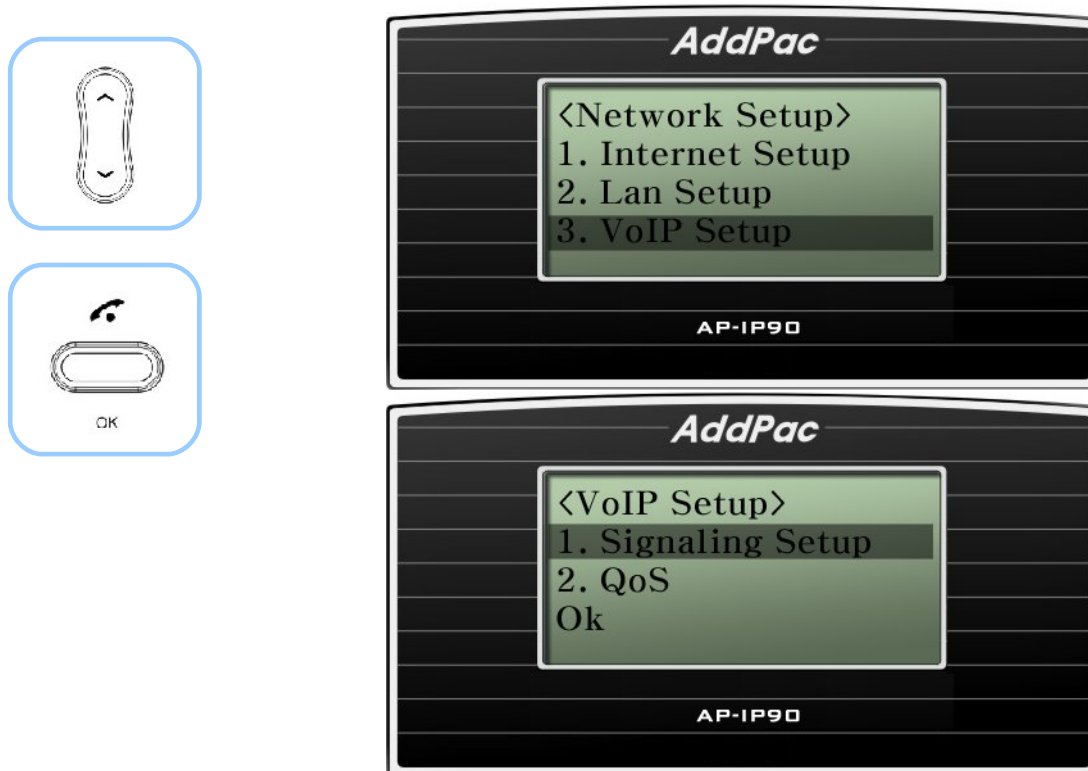 OK
AddPac
<Network Setup>
1. Internet Setup
2. Lan Setup
3. VoIP Setup
AP-IP90
AddPac
<VoIP Setup>
1. Signaling Setup
2. QoS
Ok
AP-IP90